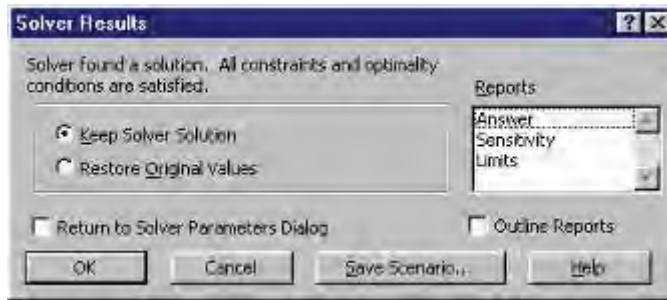 Solver Results
Solver found a solution. All constraints and optimality
conditions are satisfied.
Reports
Keep Solver Solution
Restore Original Values
Answer
Sensitivity
Limits
Return to Solver Parameters Dialog
Outline Reports
OK
Cancel
Save Scenario...
Help